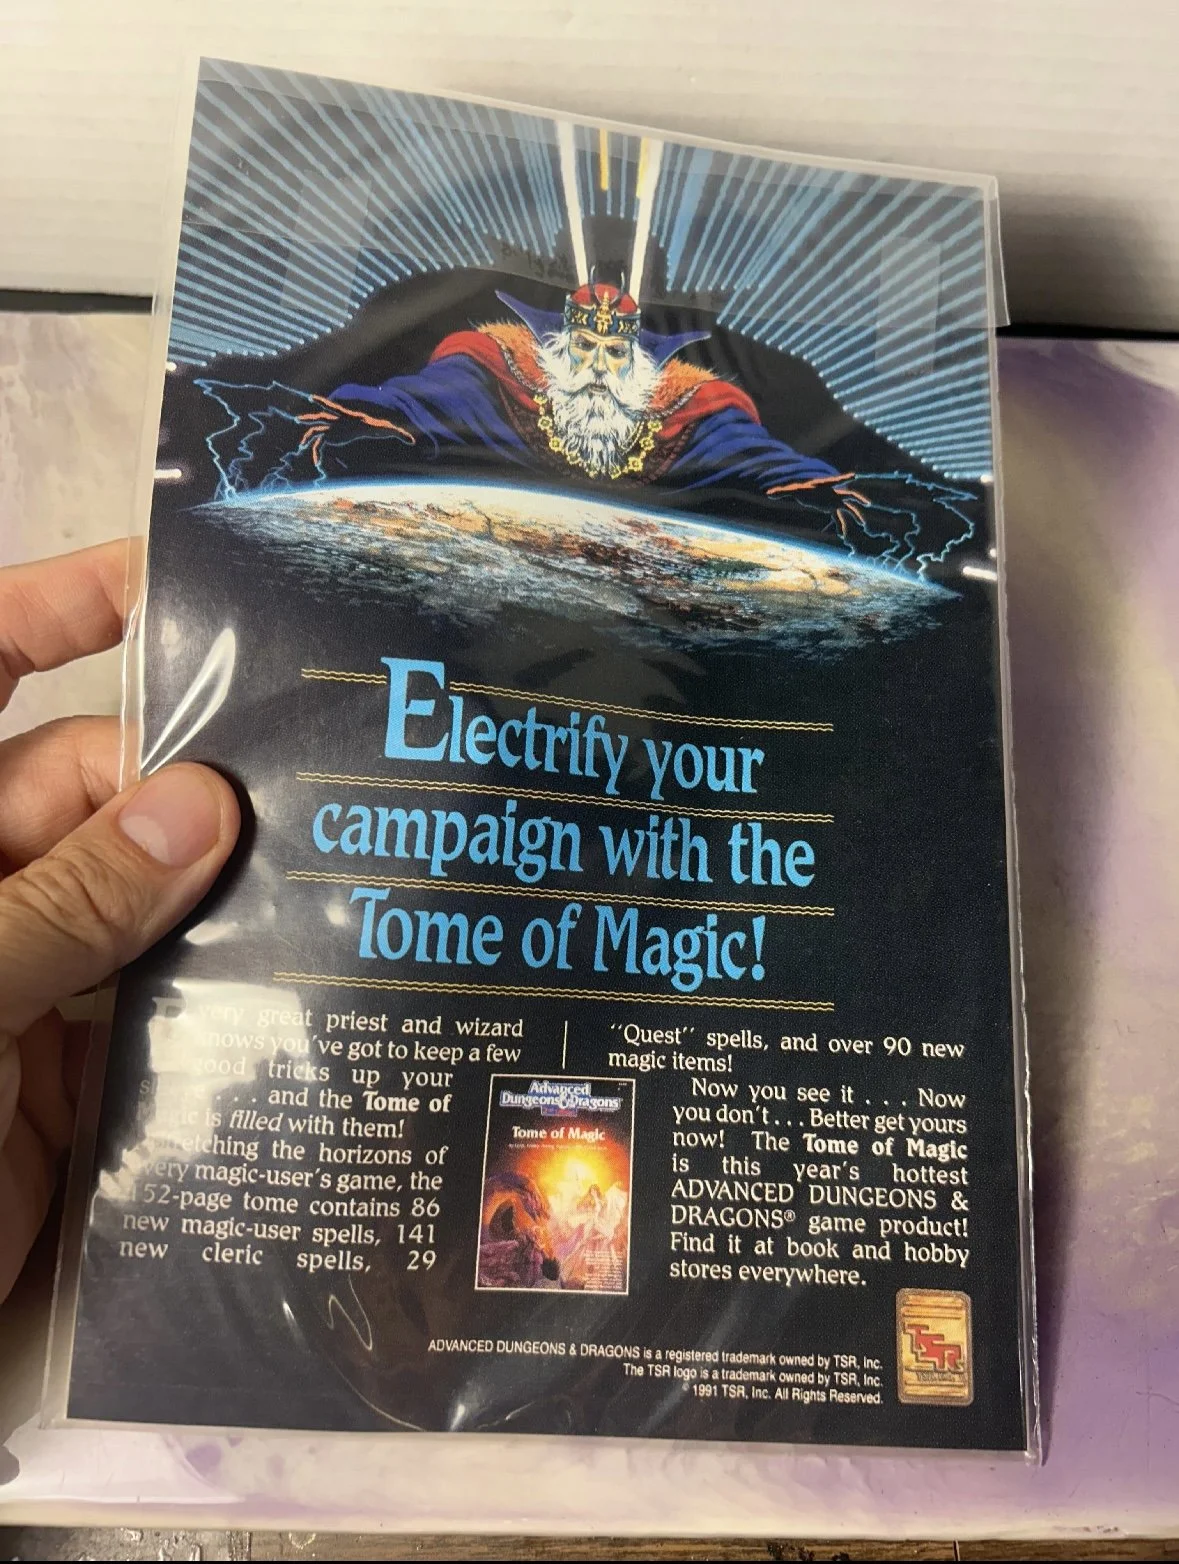 Electrify your
campaign with the
Tome of Magic!
Every great priest and wizard
knows you've got to keep a few
good tricks up your
. . . and the Tome of
is filled with them!
Stretching the horizons of
every magic-user's game, the
152-page tome contains 86
new magic-user spells, 141
new cleric spells, 29
"Quest" spells, and over 90 new
magic items!
Now you see it . . . Now
you don't . . . Better get yours
now! The Tome of Magic
is this year's hottest
ADVANCED DUNGEONS &
DRAGONS® game product!
Find it at book and hobby
stores everywhere.
Advanced
Dungeons & Dragons
Tome of Magic
ADVANCED DUNGEONS & DRAGONS is a registered trademark owned by TSR, Inc.
The TSR logo is a trademark owned by TSR, Inc.
© 1991 TSR, Inc. All Rights Reserved.
TSR